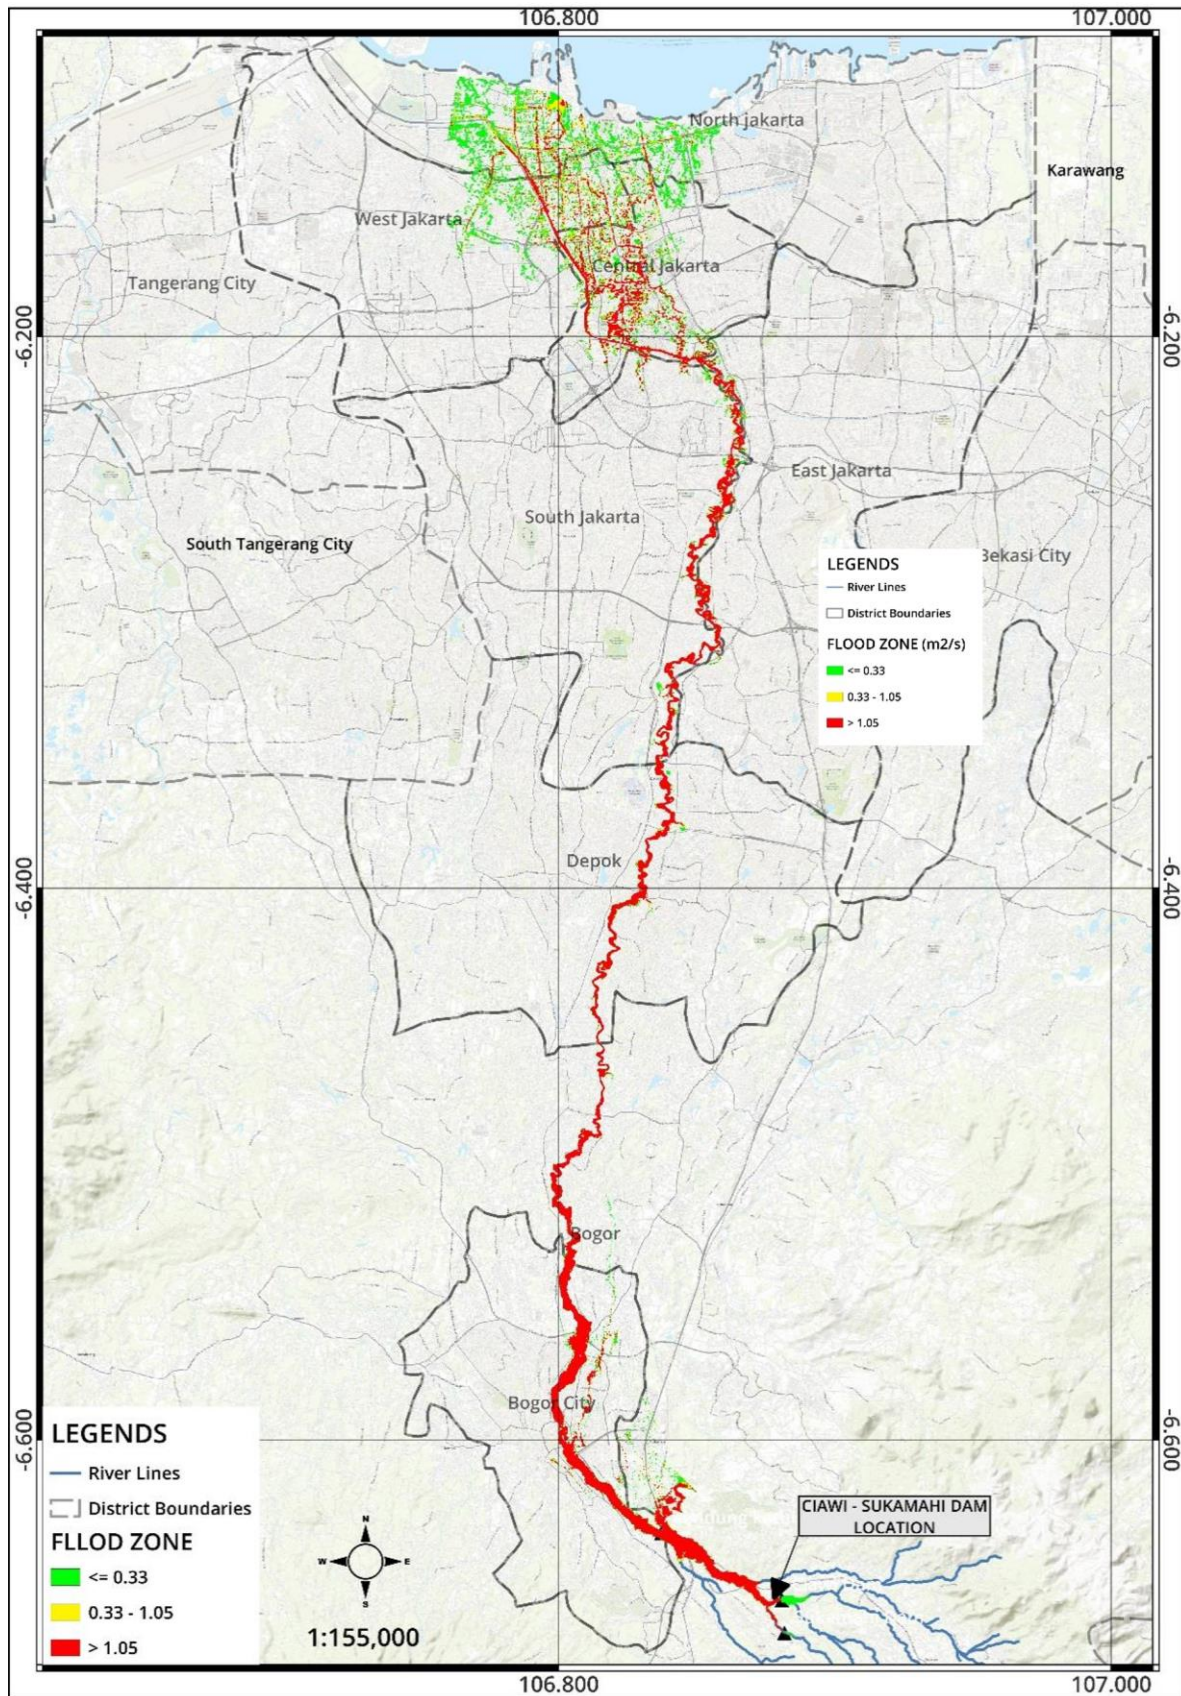 106.800
107.000
North jakarta
Karawang
West Jakarta
Central Jakarta
Tangerang City
-6.200
-6.200
East Jakarta
South Jakarta
South Tangerang City
Bekasi City
LEGENDS
River Lines
District Boundaries
FLOOD ZONE (m2/s)
<= 0.33
0.33 - 1.05
> 1.05
Depok
-6.400
-6.400
Bogor
Bogor City
-6.600
-6.600
LEGENDS
River Lines
District Boundaries
FLLOD ZONE
<= 0.33
0.33 - 1.05
> 1.05
N
W
E
S
1:155,000
CIAWI - SUKAMAHI DAM
LOCATION
106.800
107.000